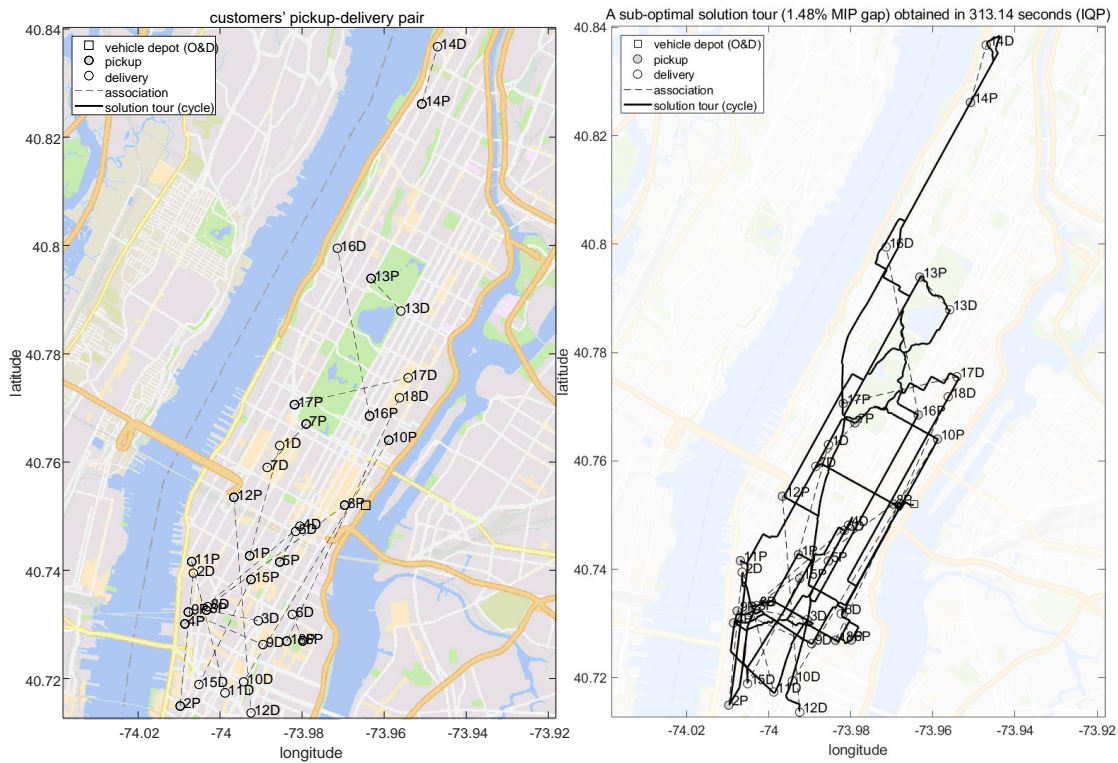 customers' pickup-delivery pair
vehicle depot (O&D)
pickup
delivery
association
solution tour (cycle)
40.84
40.82
40.8
40.78
40.76
40.74
40.72
latitude
-74.02
-74
-73.98
-73.96
-73.94
-73.92
longitude
14D
14P
16D
13P
13D
17D
17P
18D
16P
7P
10P
1D
7D
12P
8P
4D
1P
5P
11P
2D
15P
9P
4P
3D
6D
9D
15D
10D
11D
2P
12D
A sub-optimal solution tour (1.48% MIP gap) obtained in 313.14 seconds (IQP)
vehicle depot (O&D)
pickup
delivery
association
solution tour (cycle)
40.84
40.82
40.8
40.78
40.76
40.74
40.72
latitude
-74.02
-74
-73.98
-73.96
-73.94
-73.92
longitude
14D
14P
16D
13P
13D
17D
17P
18D
16P
7P
10P
1D
7D
12P
8P
1P
5P
11P
2D
15P
3D
9D
15D
10D
2P
12D